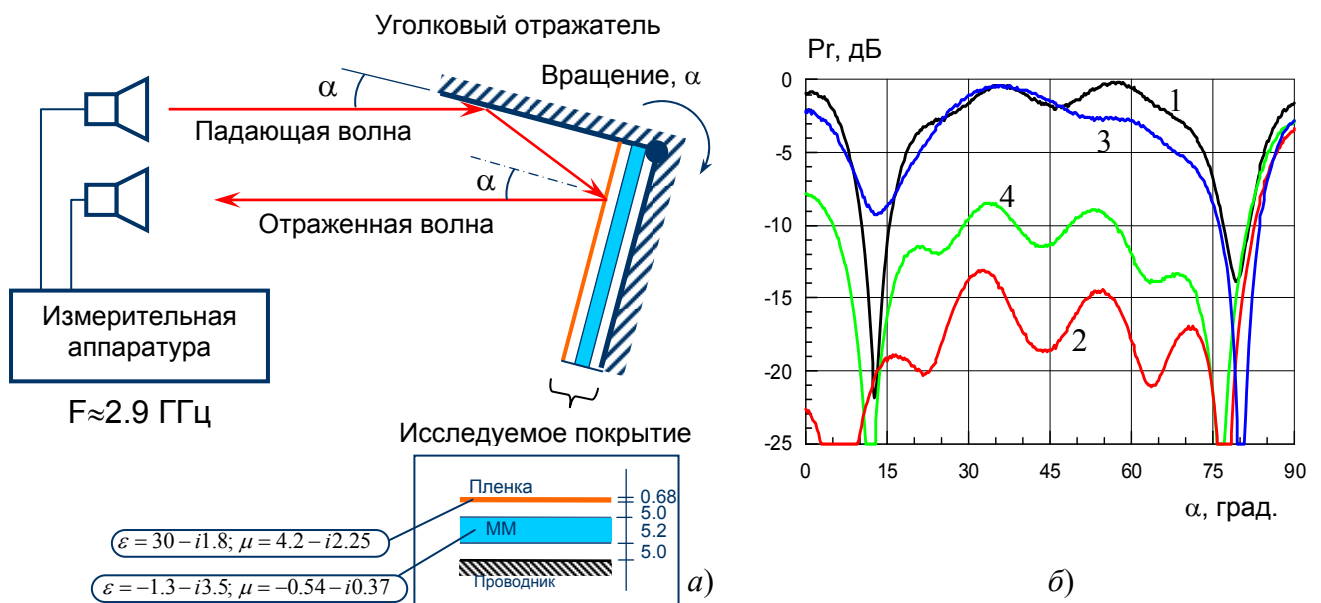 Уголковый отражатель
α
Вращение, α
Падающая волна
α
Отраженная волна
Измерительная
аппаратура
F≈2.9 ГГц
Исследуемое покрытие
Пленка
0.68
5.0
ММ
5.2
5.0
Проводник
ε = 30 − i1.8; μ = 4.2 − i2.25
ε = −1.3 − i3.5; μ = −0.54 − i0.37
а)
Pr, дБ
0
-5
-10
-15
-20
-25
1
3
4
2
0 15 30 45 60 75 90
α, град.
б)